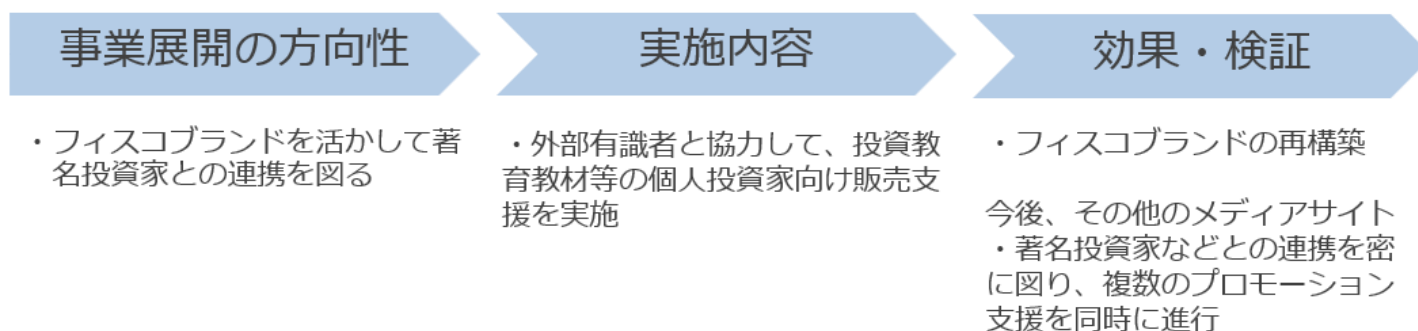 事業展開の方向性
・フィスコブランドを活かして著
名投資家との連携を図る
実施内容
・外部有識者と協力して、投資教
育教材等の個人投資家向け販売支
援を実施
効果・検証
・フィスコブランドの再構築
今後、その他のメディアサイト
・著名投資家などとの連携を密
に図り、複数のプロモーション
支援を同時に進行